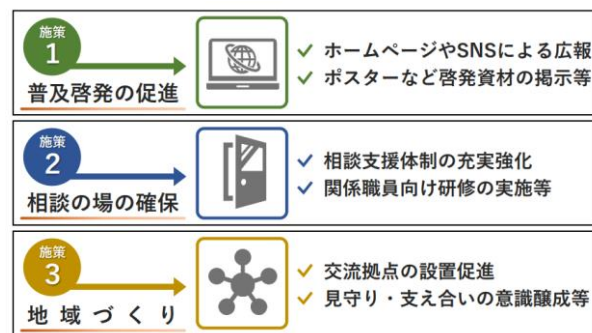 施策
1
普及啓発の促進
✓ ホームページやSNSによる広報
✓ ポスターなど啓発資材の掲示等
施策
2
相談の場の確保
✓ 相談支援体制の充実強化
✓ 関係職員向け研修の実施等
施策
3
地域づくり
✓ 交流拠点の設置促進
✓ 見守り・支え合いの意識醸成等